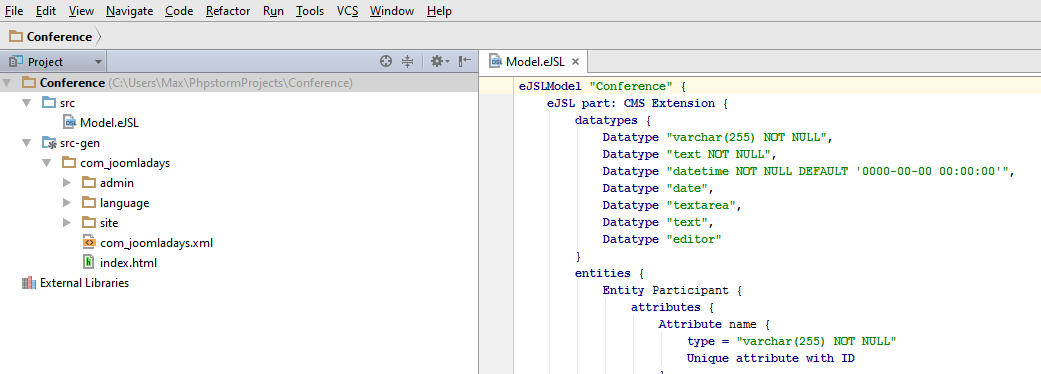 File Edit View Navigate Code Refactor Run Tools VCS Window Help
Conference
Project
Conference (C:\Users\Max\PhpstormProjects\Conference)
src
Model.eJSL
src-gen
com_joomladays
admin
language
site
com_joomladays.xml
index.html
External Libraries
Model.eJSL
eJSLModel "Conference" {
eJSL part: CMS Extension {
datatypes {
Datatype "varchar(255) NOT NULL",
Datatype "text NOT NULL",
Datatype "datetime NOT NULL DEFAULT '0000-00-00 00:00:00'",
Datatype "date",
Datatype "textarea",
Datatype "text",
Datatype "editor"
}
entities {
Entity Participant {
attributes {
Attribute name {
type = "varchar(255) NOT NULL"
Unique attribute with ID
}